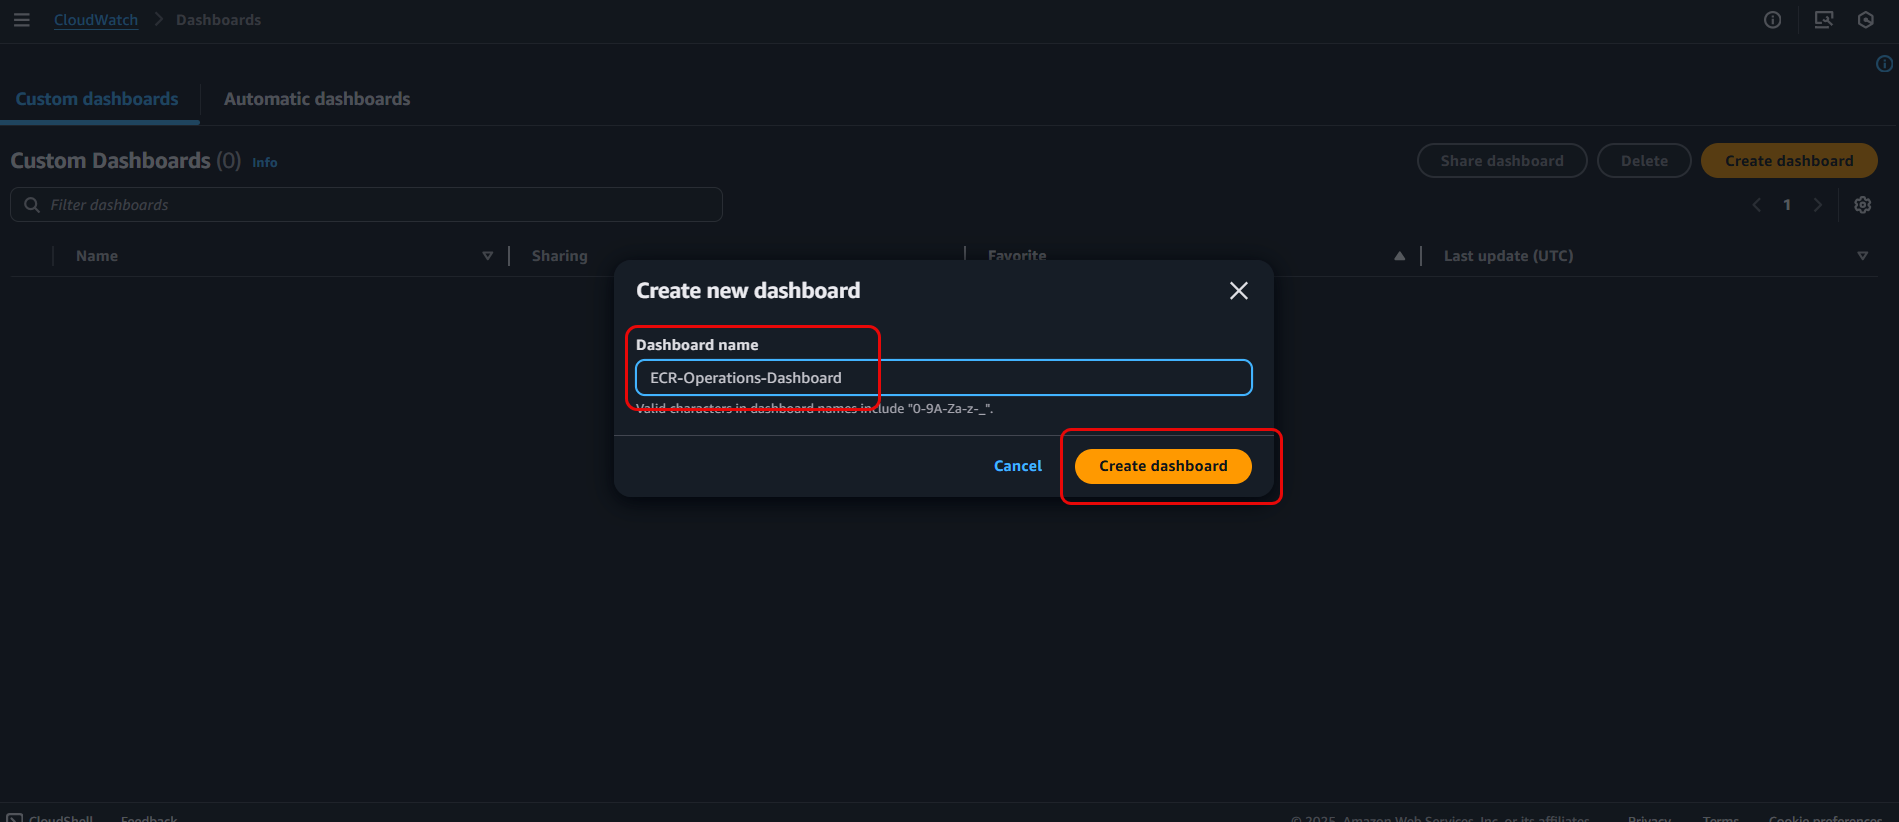 CloudWatch > Dashboards
Custom dashboards Automatic dashboards
Custom Dashboards (0) Info
Share dashboard Delete Create dashboard
Filter dashboards
1
Name Sharing Favorite Last update (UTC)
Create new dashboard
Dashboard name
ECR-Operations-Dashboard
Valid characters in dashboard names include "0-9A-Za-z-_".
Cancel Create dashboard
CloudShell Feedback © 2025, Amazon Web Services, Inc. or its affiliates. Privacy Terms Cookie preferences